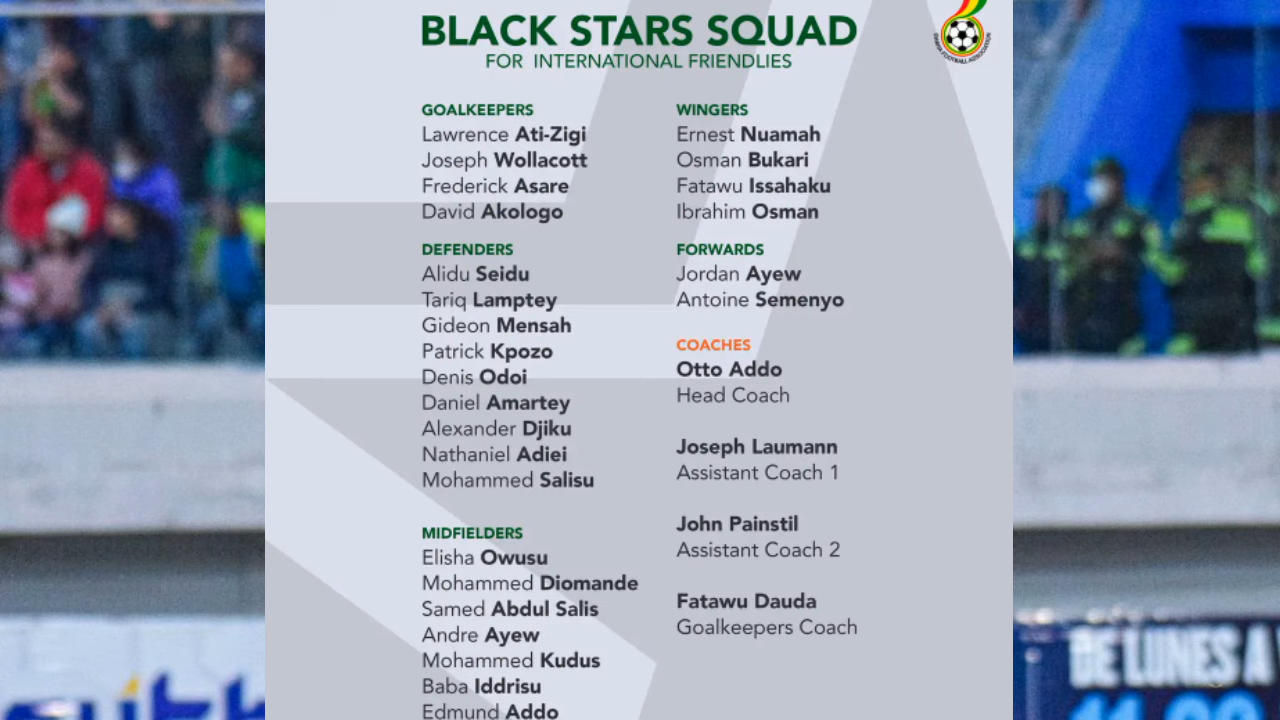 BLACK STARS SQUAD
FOR INTERNATIONAL FRIENDLIES
GHANA FOOTBALL ASSOCIATION
GOALKEEPERS
Lawrence Ati-Zigi
Joseph Wollacott
Frederick Asare
David Akologo
DEFENDERS
Alidu Seidu
Tariq Lamptey
Gideon Mensah
Patrick Kpozo
Denis Odoi
Daniel Amartey
Alexander Djiku
Nathaniel Adiei
Mohammed Salisu
MIDFIELDERS
Elisha Owusu
Mohammed Diomande
Samed Abdul Salis
Andre Ayew
Mohammed Kudus
Baba Iddrisu
Edmund Addo
WINGERS
Ernest Nuamah
Osman Bukari
Fatawu Issahaku
Ibrahim Osman
FORWARDS
Jordan Ayew
Antoine Semenyo
COACHES
Otto Addo
Head Coach
Joseph Laumann
Assistant Coach 1
John Painstil
Assistant Coach 2
Fatawu Dauda
Goalkeepers Coach
DE LUNES A